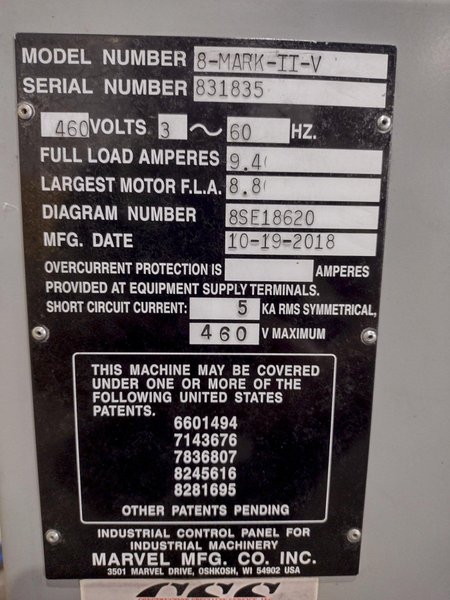 MODEL NUMBER 8-MARK-II-V
SERIAL NUMBER 831835
460 VOLTS 3 ~ 60 HZ.
FULL LOAD AMPERES 9.4
LARGEST MOTOR F.L.A. 8.8
DIAGRAM NUMBER 8SE18620
MFG. DATE 10-19-2018
OVERCURRENT PROTECTION IS AMPERES
PROVIDED AT EQUIPMENT SUPPLY TERMINALS.
SHORT CIRCUIT CURRENT: 5 KA RMS SYMMETRICAL,
460 V MAXIMUM
THIS MACHINE MAY BE COVERED
UNDER ONE OR MORE OF THE
FOLLOWING UNITED STATES
PATENTS.
6601494
7143676
7836807
8245616
8281695
OTHER PATENTS PENDING
INDUSTRIAL CONTROL PANEL FOR
INDUSTRIAL MACHINERY
MARVEL MFG. CO. INC.
3501 MARVEL DRIVE, OSHKOSH, WI 54902 USA